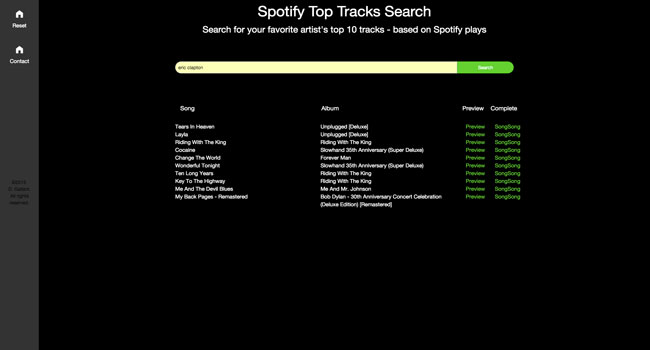 Spotify Top Tracks Search
Search for your favorite artist's top 10 tracks - based on Spotify plays
Reset
Contact
eric clapton Search
Song Album Preview Complete
Tears In Heaven Unplugged [Deluxe] Preview SongSong
Layla Unplugged [Deluxe] Preview SongSong
Riding With The King Riding With The King Preview SongSong
Cocaine Slowhand 35th Anniversary (Super Deluxe) Preview SongSong
Change The World Forever Man Preview SongSong
Wonderful Tonight Slowhand 35th Anniversary (Super Deluxe) Preview SongSong
Ten Long Years Riding With The King Preview SongSong
Key To The Highway Riding With The King Preview SongSong
Me And The Devil Blues Me And Mr. Johnson Preview SongSong
My Back Pages - Remastered Bob Dylan - 30th Anniversary Concert Celebration Preview SongSong
(Deluxe Edition) [Remastered]
All rights
reserved